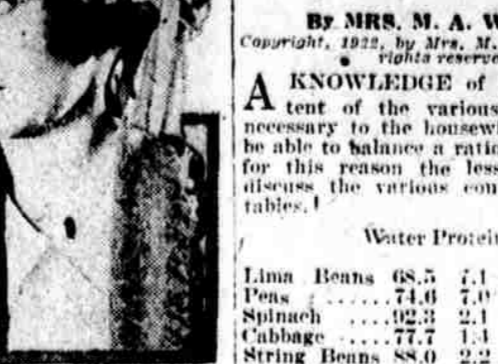 By MRS. M. A. W
Copyright, 1922, by Mrs. M.
rights reserve
A KNOWLEDGE of
tent of the various
necessary to the housewi
be able to balance a ratio
for this reason the less
discuss the various con
tables.
Water Protein
Lima Beans 68.5 7.1
Peas ..... 74.6 7.0
Spinach .... 92.3 2.1
Cabbage .... 77.7 1.4
String Beans 88.